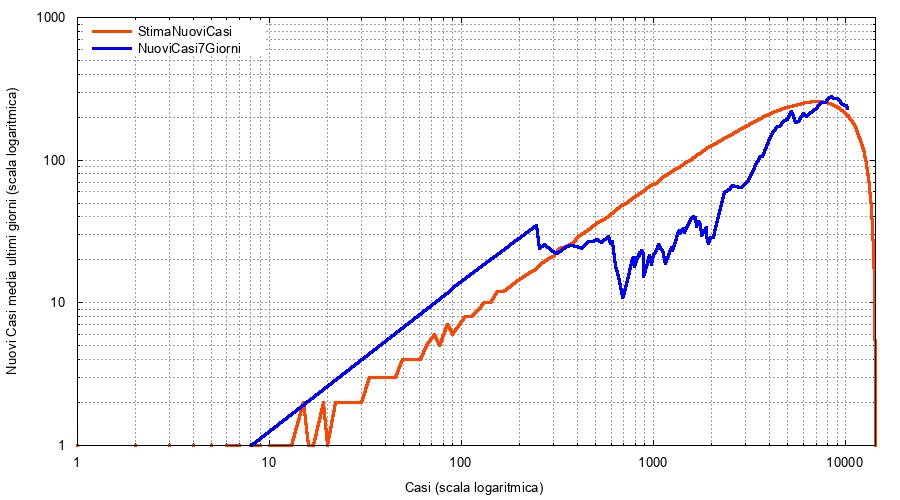 1000
StimaNuoviCasi
NuoviCasi7Giorni
100
10
1
Nuovi Casi media ultimi giorni (scala logaritmica)
1 10 100 1000 10000
Casi (scala logaritmica)